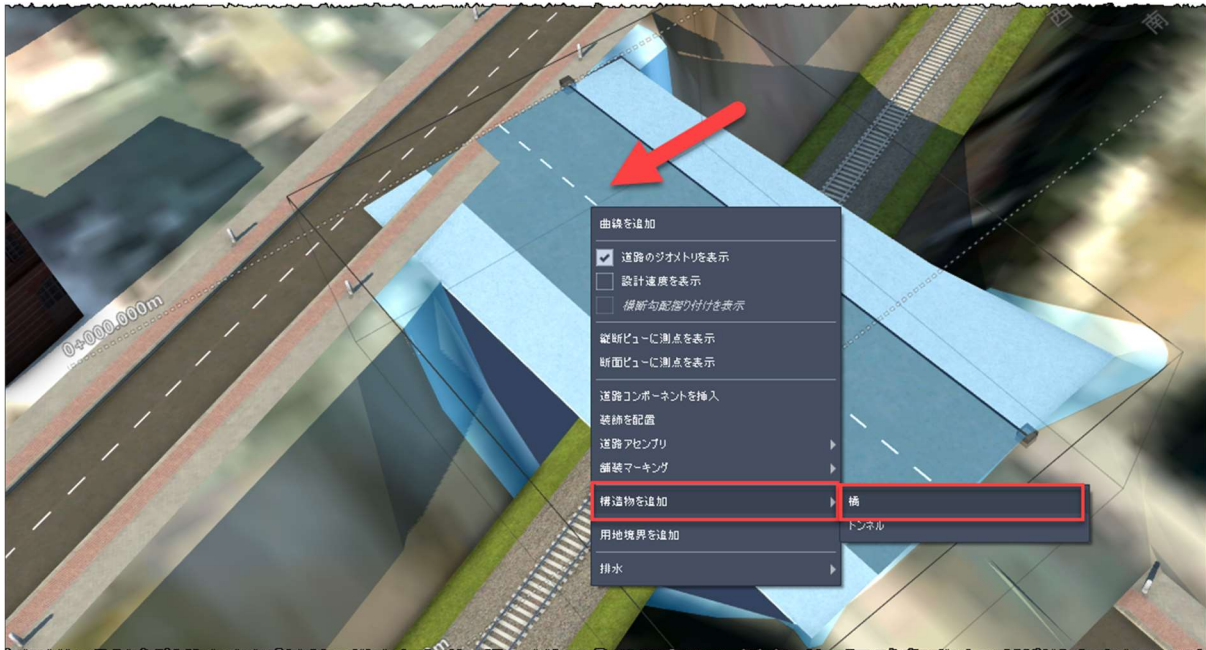 西
南
0+000.000m
曲線を追加
道路のジオメトリを表示
設計速度を表示
横断勾配摺り付けを表示
縦断ビューに測点を表示
断面ビューに測点を表示
道路コンポーネントを挿入
装飾を配置
道路アセンブリ
舗装マーキング
構造物を追加
橋
トンネル
用地境界を追加
排水